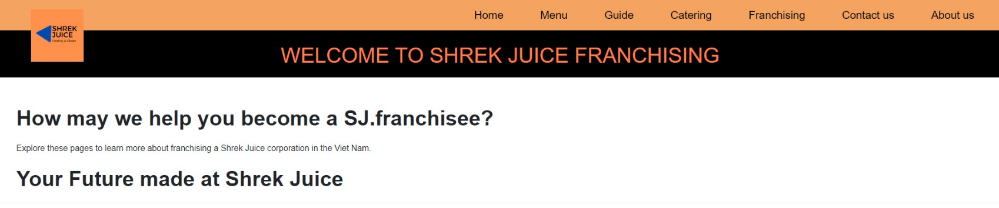 Home Menu Guide Catering Franchising Contact us About us
SHREK
JUICE
Healthy & Clean
WELCOME TO SHREK JUICE FRANCHISING
How may we help you become a SJ.franchisee?
Explore these pages to learn more about franchising a Shrek Juice corporation in the Viet Nam.
Your Future made at Shrek Juice